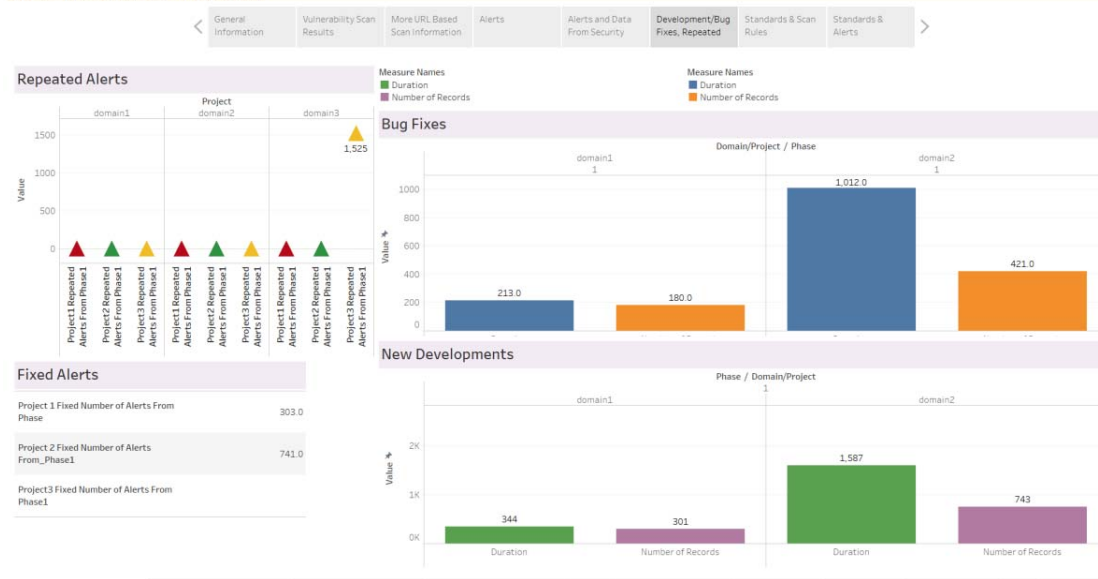 General
Information
Vulnerability Scan
Results
More URL Based
Scan Information
Alerts
Alerts and Data
From Security
Development/Bug
Fixes, Repeated
Standards & Scan
Rules
Standards &
Alerts
Repeated Alerts
Project
domain1
domain2
domain3
Value
1500
1000
500
0
1,525
Project1 Repeated
Alerts From Phase1
Project2 Repeated
Alerts From Phase1
Project3 Repeated
Alerts From Phase1
Project1 Repeated
Alerts From Phase1
Project2 Repeated
Alerts From Phase1
Project3 Repeated
Alerts From Phase1
Project1 Repeated
Alerts From Phase1
Project2 Repeated
Alerts From Phase1
Project3 Repeated
Alerts From Phase1
Fixed Alerts
Project 1 Fixed Number of Alerts From
Phase
303.0
Project 2 Fixed Number of Alerts
From_Phase1
741.0
Project3 Fixed Number of Alerts From
Phase1
Measure Names
Duration
Number of Records
Measure Names
Duration
Number of Records
Bug Fixes
Domain/Project / Phase
domain1
1
domain2
1
Value
1000
800
600
400
200
0
213.0
180.0
1,012.0
421.0
New Developments
Phase / Domain/Project
1
domain1
domain2
Value
2K
1K
0K
344
301
1,587
743
Duration
Number of Records
Duration
Number of Records